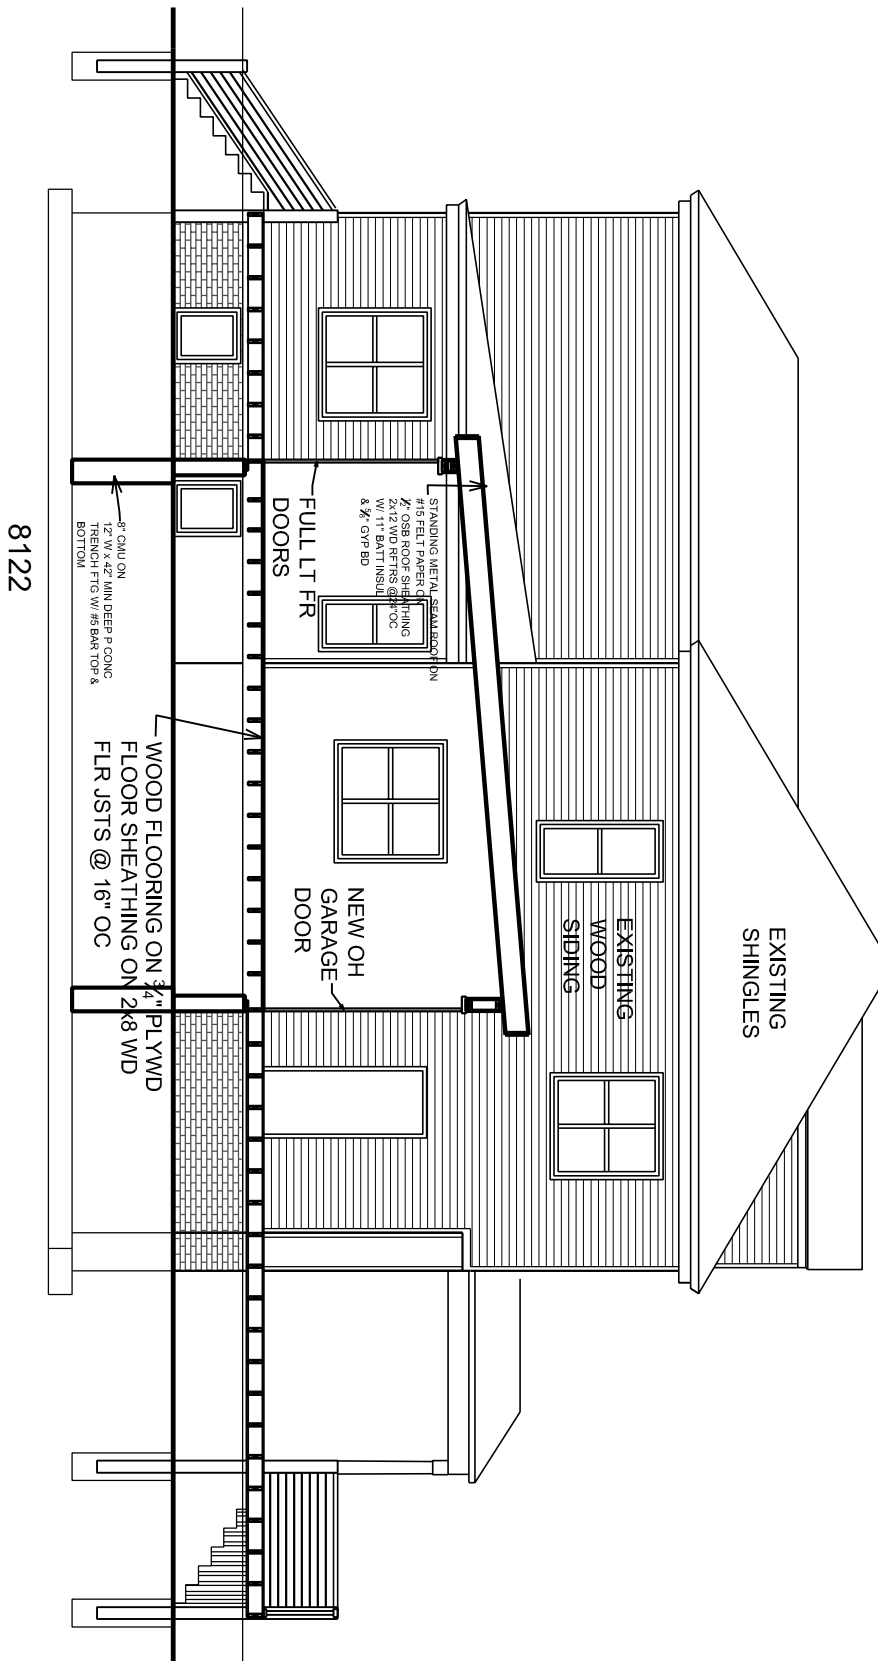 EXISTING
SHINGLES
EXISTING
WOOD
SIDING
STANDING METAL SEAM ROOF ON
#15 FELT PAPER ON
½" OSB ROOF SHEATHING
2x12 WD RFTRS @24"OC
W/ 11" BATT INSUL
& ⅝" GYP BD
FULL LT FR
DOORS
NEW OH
GARAGE
DOOR
8" CMU ON
12" W x 42" MIN DEEP P CONC
TRENCH FTG W/ #5 BAR TOP &
BOTTOM
WOOD FLOORING ON ¾" PLYWD
FLOOR SHEATHING ON 2x8 WD
FLR JSTS @ 16" OC
8122